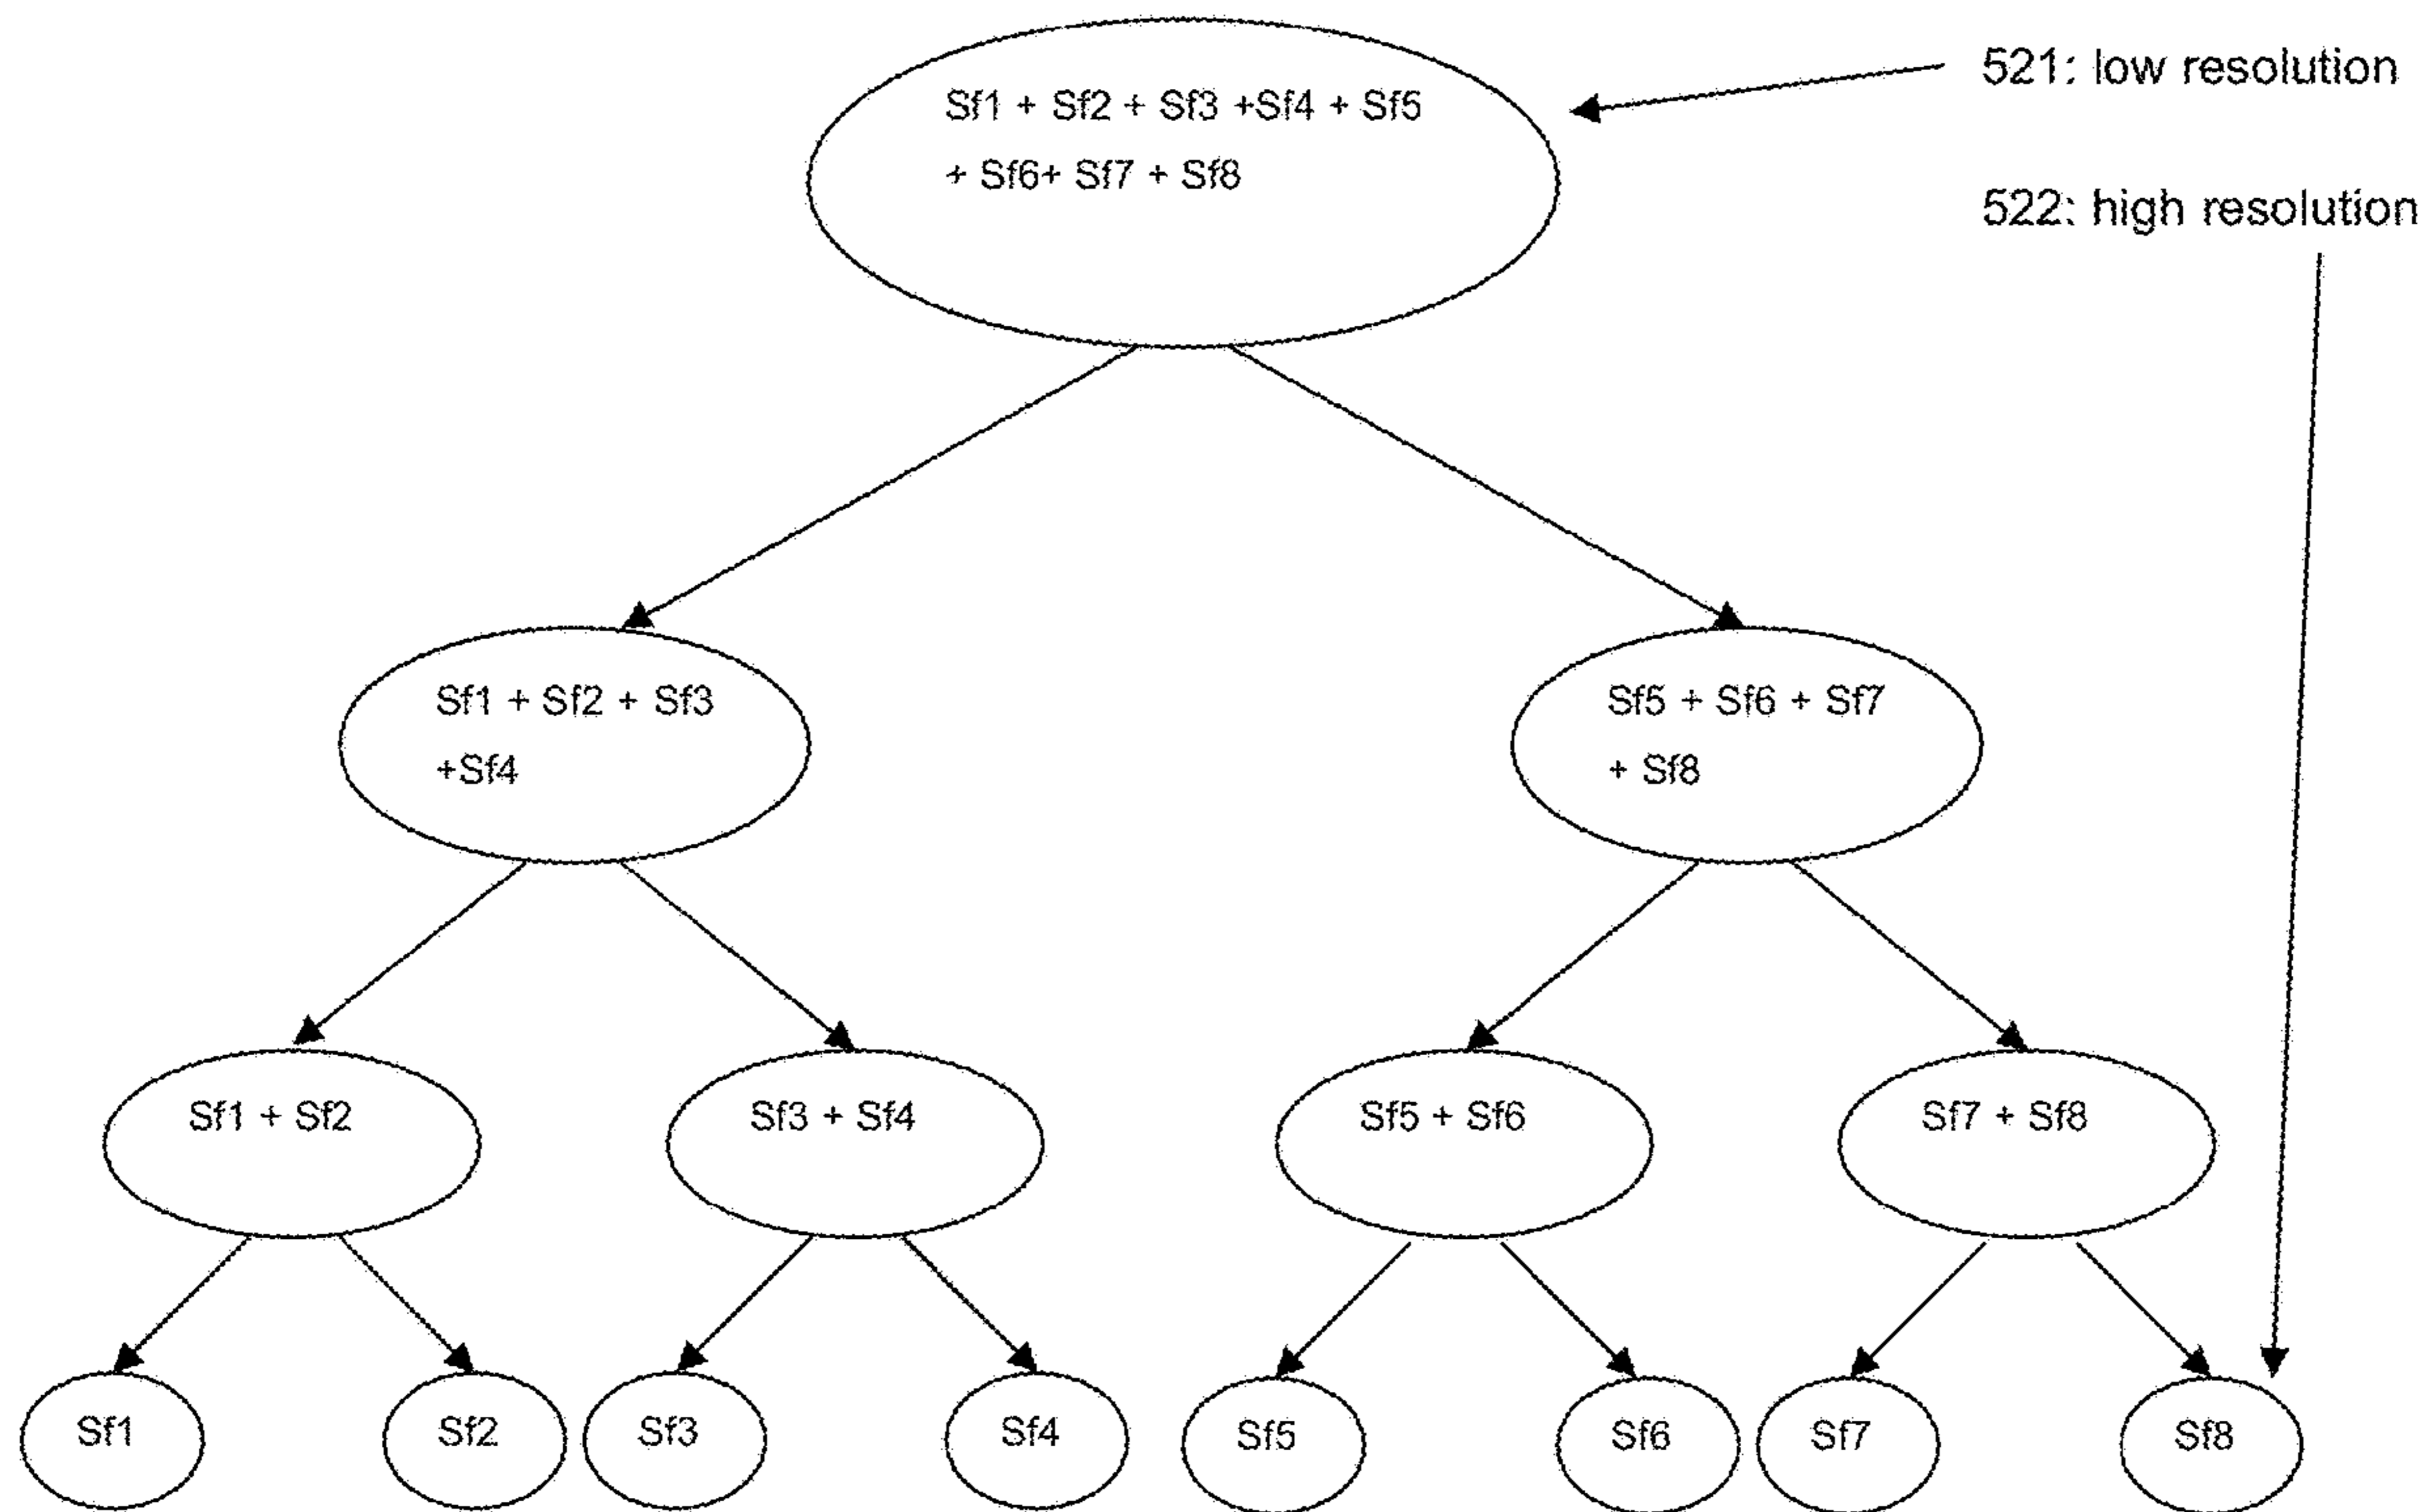 Sf1 + Sf2 + Sf3 +Sf4 + Sf5
+ Sf6+ Sf7 + Sf8
521: low resolution
522: high resolution
Sf1 + Sf2 + Sf3
+Sf4
Sf5 + Sf6 + Sf7
+ Sf8
Sf1 + Sf2
Sf3 + Sf4
Sf5 + Sf6
Sf7 + Sf8
Sf1
Sf2
Sf3
Sf4
Sf5
Sf6
Sf7
Sf8